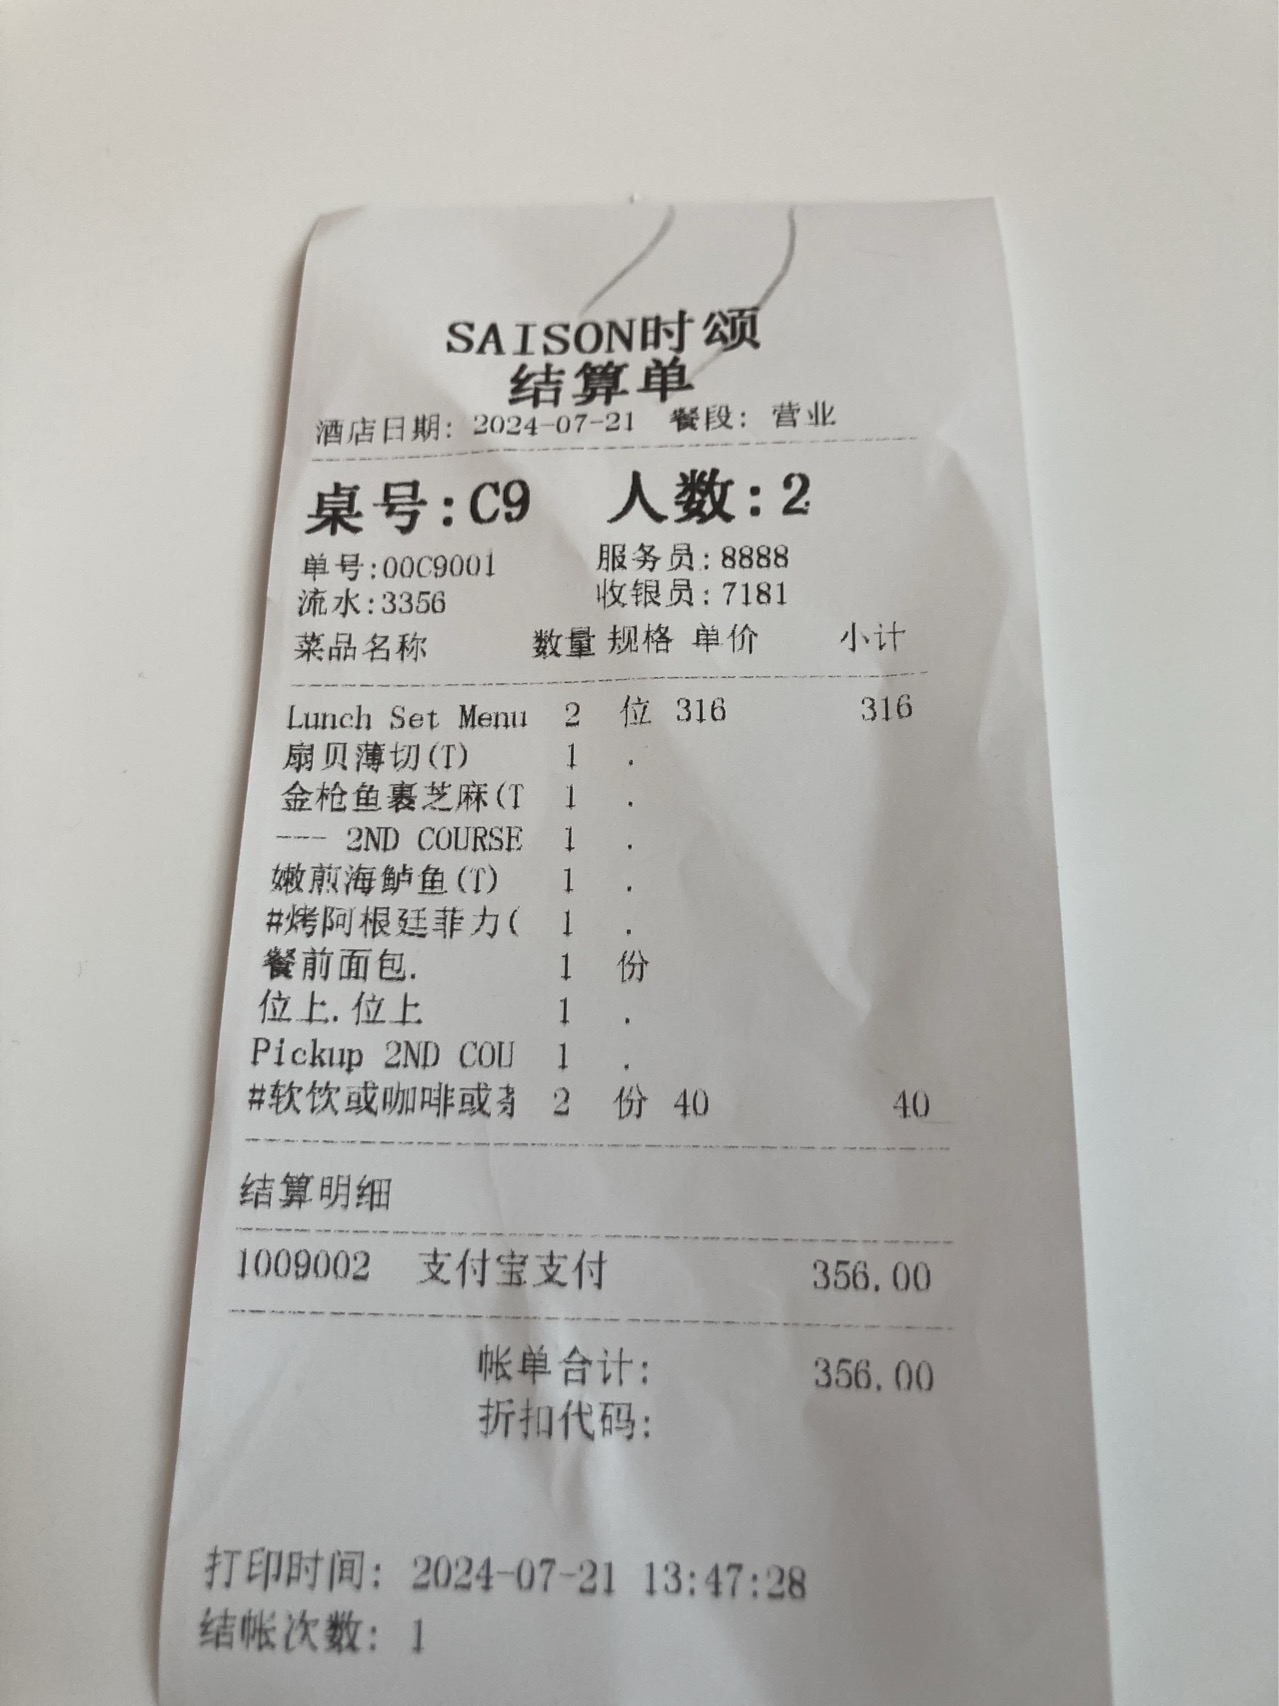 SAISON时颂
结算单
酒店日期: 2024-07-21 餐段: 营业
桌号:C9 人数:2
单号:00C9001 服务员:8888
流水:3356 收银员:7181
菜品名称 数量 规格 单价 小计
Lunch Set Menu 2 位 316 316
扇贝薄切(T) 1 .
金枪鱼裹芝麻(T 1 .
--- 2ND COURSE 1 .
嫩煎海鲈鱼(T) 1 .
#烤阿根廷菲力( 1 .
餐前面包. 1 份
位上.位上 1 .
Pickup 2ND COU 1 .
#软饮或咖啡或 2 份 40 40
结算明细
1009002 支付宝支付 356.00
帐单合计: 356.00
折扣代码:
打印时间: 2024-07-21 13:47:28
结帐次数: 1